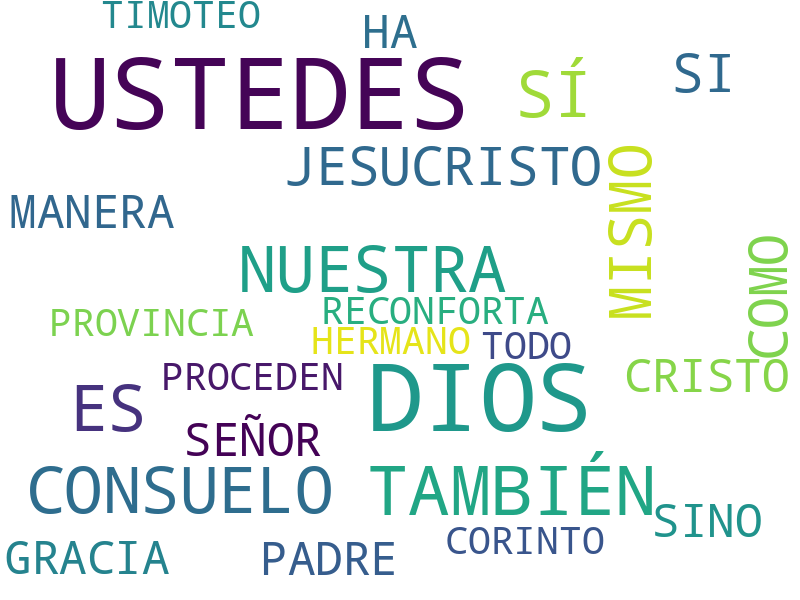 TIMOTEO
HA
USTEDES
SÍ
SI
JESUCRISTO
MISMO
MANERA
NUESTRA
COMO
RECONFORTA
PROVINCIA
HERMANO
TODO
PROCEDEN
DIOS
CRISTO
ES
SEÑOR
CONSUELO
TAMBIÉN
SINO
CORINTO
GRACIA
PADRE